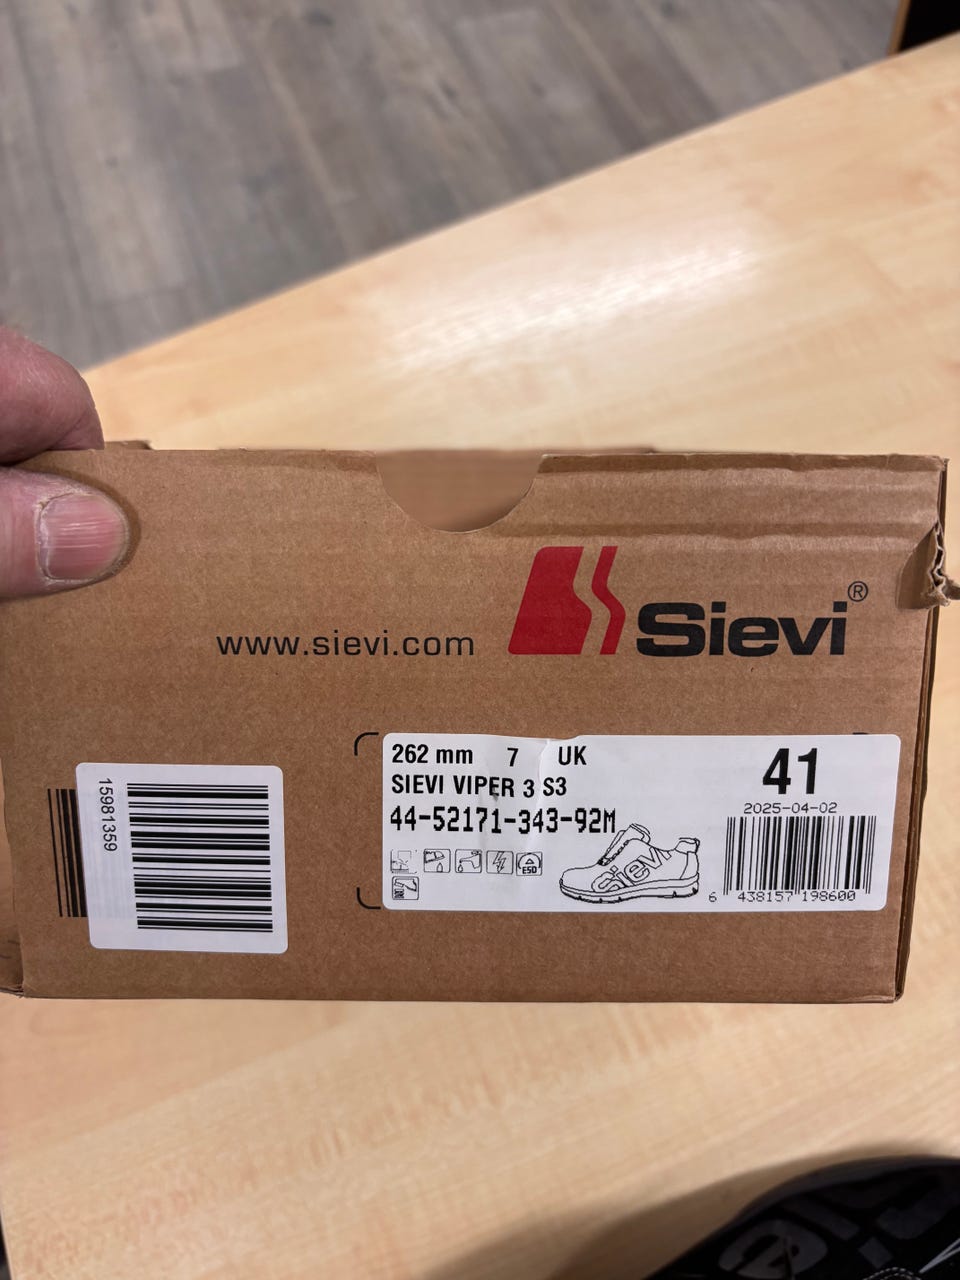 www.sievi.com
Sievi®
262 mm 7 UK
SIEVI VIPER 3 S3
44-52171-343-92M
ESD
Sievi
41
2025-04-02
6 438157 198600
15981359